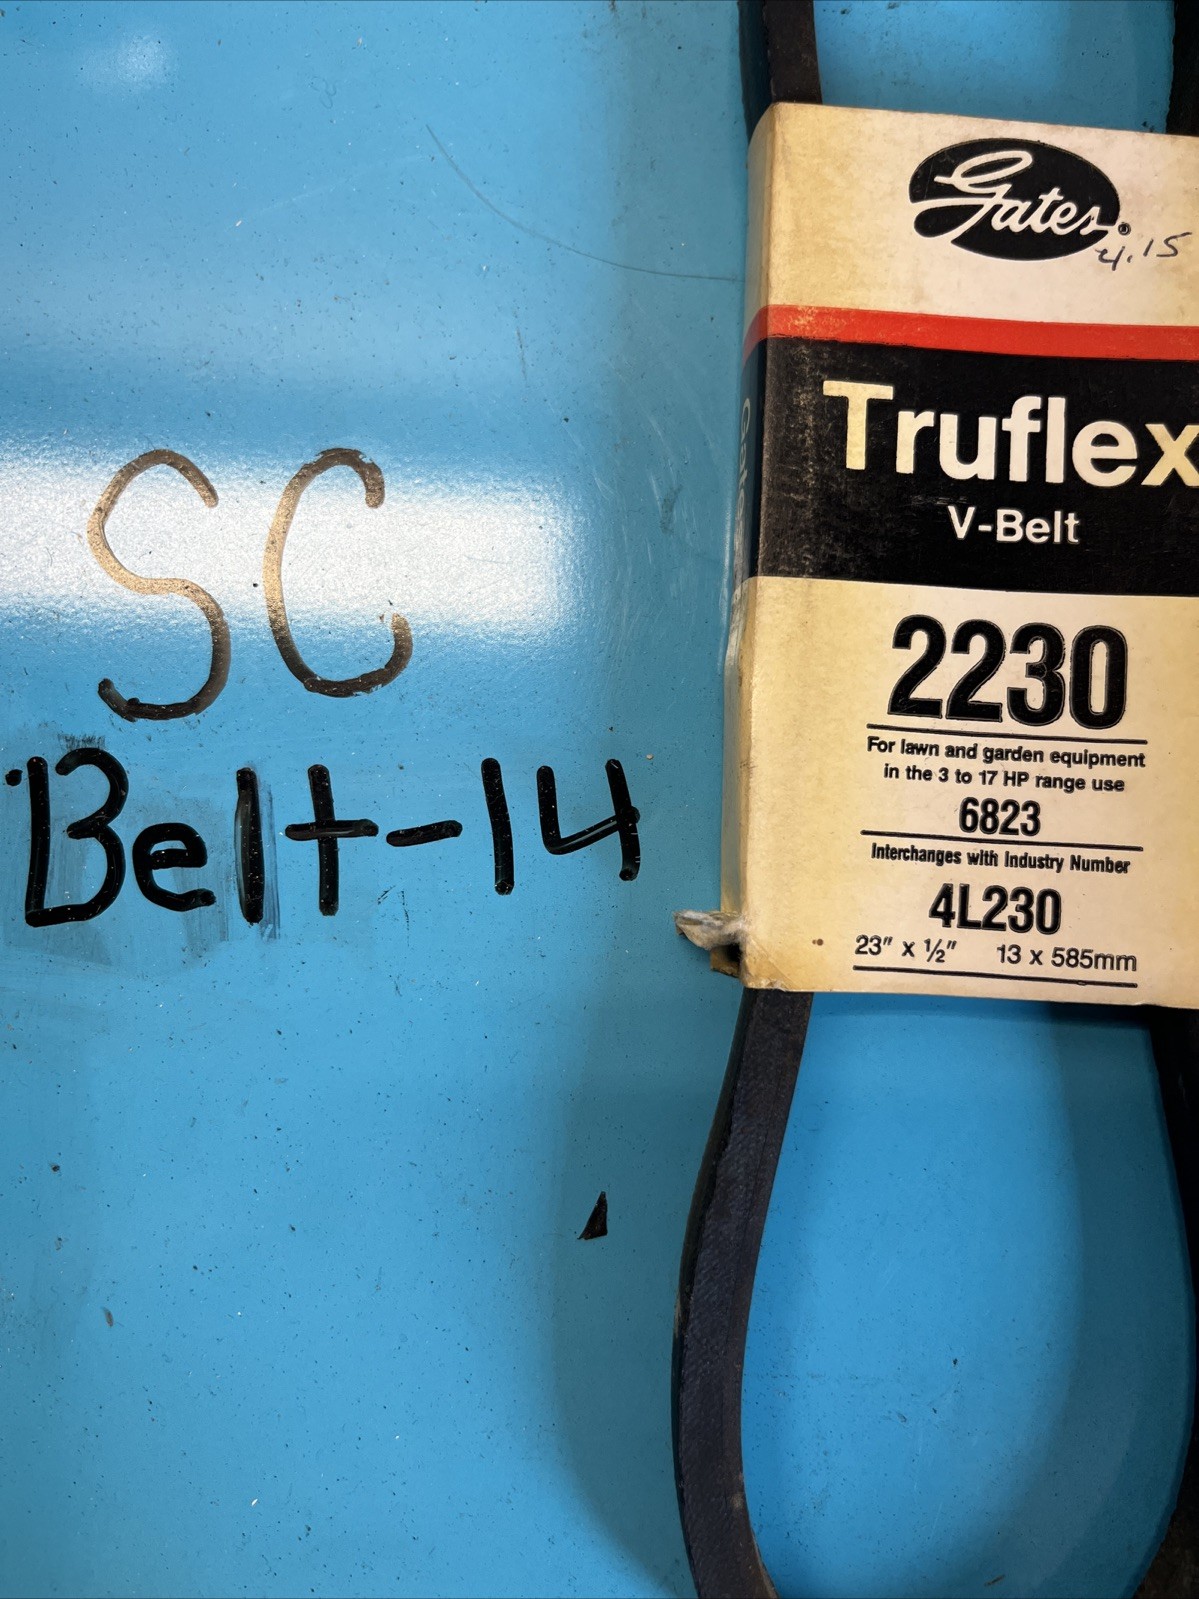 SC
Belt-14
Gates
4.15
Truflex
V-Belt
2230
For lawn and garden equipment
in the 3 to 17 HP range use
6823
Interchanges with Industry Number
4L230
23" x ½" 13 x 585mm